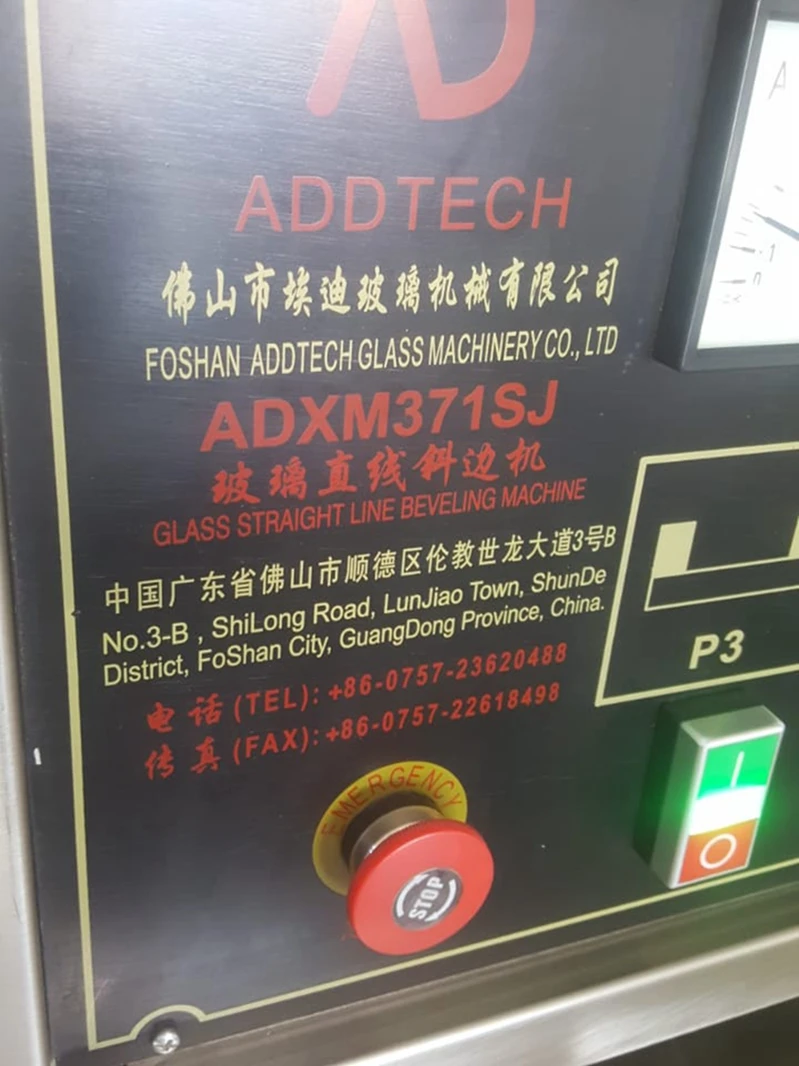 ADDTECH
佛山市埃迪玻璃机械有限公司
FOSHAN ADDTECH GLASS MACHINERY CO., LTD
ADXM371SJ
玻璃直线斜边机
GLASS STRAIGHT LINE BEVELING MACHINE
中国广东省佛山市顺德区伦教世龙大道3号B
No.3-B , ShiLong Road, LunJiao Town, ShunDe
District, FoShan City, GuangDong Province, China.
电话(TEL): +86-0757-23620488
传真(FAX): +86-0757-22618498
A
1
0
P3
EMERGENCY
STOP
I
O